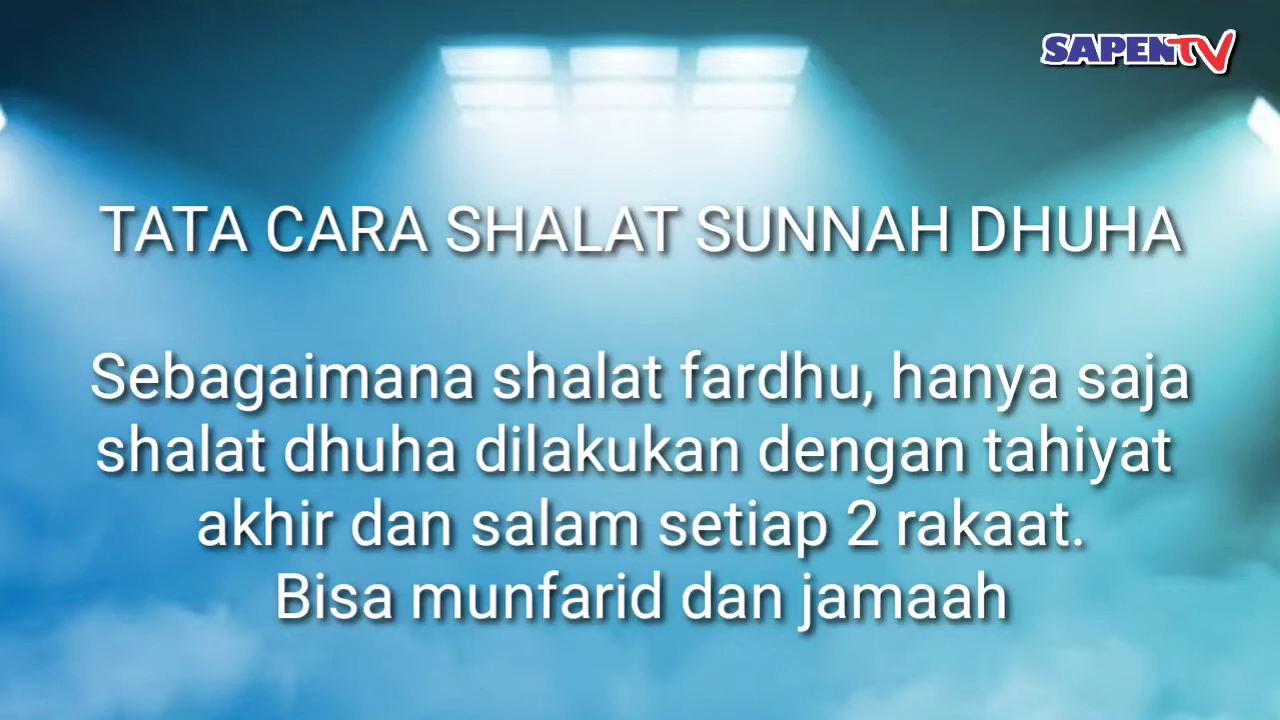 SAPENTV
TATA CARA SHALAT SUNNAH DHUHA
Sebagaimana shalat fardhu, hanya saja
shalat dhuha dilakukan dengan tahiyat
akhir dan salam setiap 2 rakaat.
Bisa munfarid dan jamaah